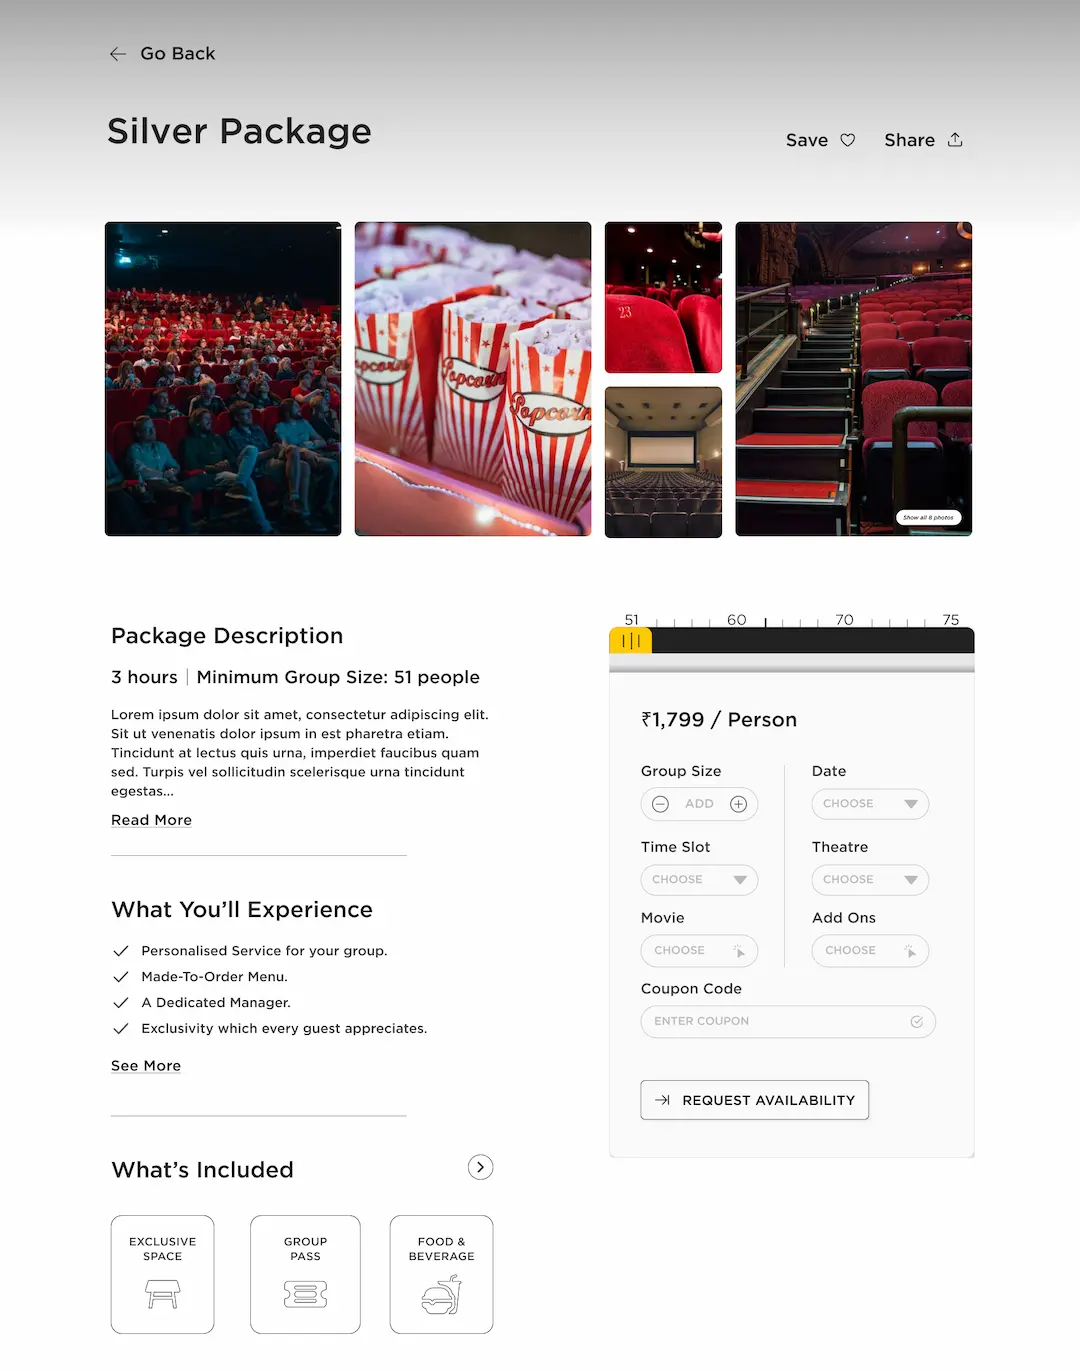 Go Back
Silver Package
Save
Share
Popcorn
Popcorn
Popcorn
23
Show all 8 photos
Package Description
3 hours | Minimum Group Size: 51 people
Lorem ipsum dolor sit amet, consectetur adipiscing elit.
Sit ut venenatis dolor ipsum in est pharetra etiam.
Tincidunt at lectus quis urna, imperdiet faucibus quam
sed. Turpis vel sollicitudin scelerisque urna tincidunt
egestas...
Read More
What You’ll Experience
Personalised Service for your group.
Made-To-Order Menu.
A Dedicated Manager.
Exclusivity which every guest appreciates.
See More
What’s Included
EXCLUSIVE
SPACE
GROUP
PASS
FOOD &
BEVERAGE
51 60 70 75
₹1,799 / Person
Group Size
ADD
Date
CHOOSE
Time Slot
CHOOSE
Theatre
CHOOSE
Movie
CHOOSE
Add Ons
CHOOSE
Coupon Code
ENTER COUPON
REQUEST AVAILABILITY